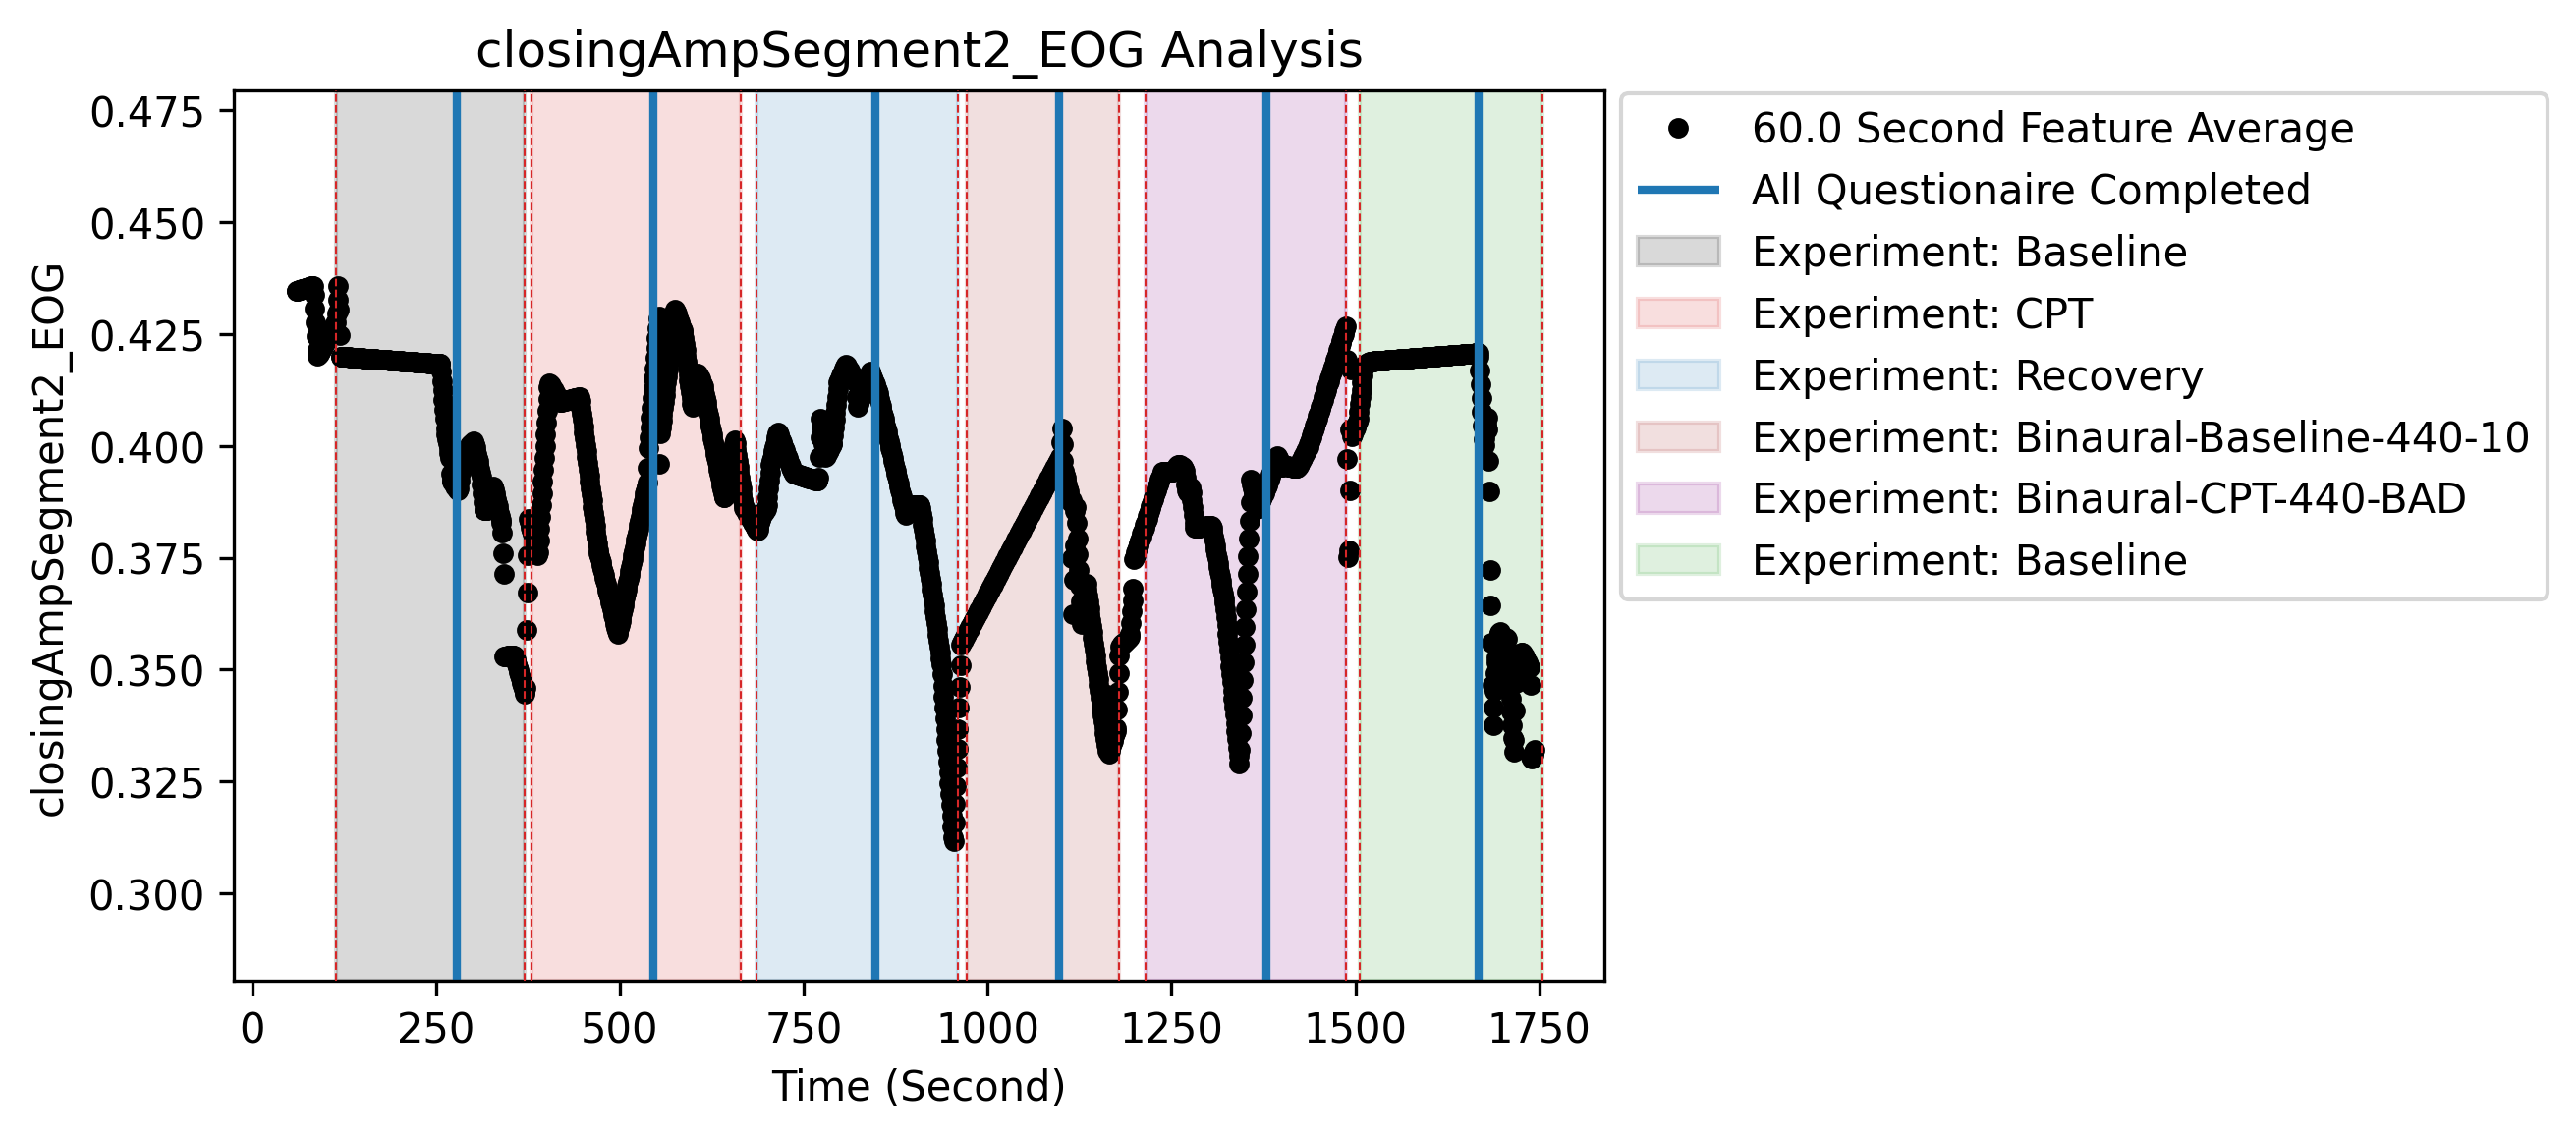 closingAmpSegment2_EOG Analysis
closingAmpSegment2_EOG
0.475
0.450
0.425
0.400
0.375
0.350
0.325
0.300
0 250 500 750 1000 1250 1500 1750
Time (Second)
60.0 Second Feature Average
All Questionaire Completed
Experiment: Baseline
Experiment: CPT
Experiment: Recovery
Experiment: Binaural-Baseline-440-10
Experiment: Binaural-CPT-440-BAD
Experiment: Baseline